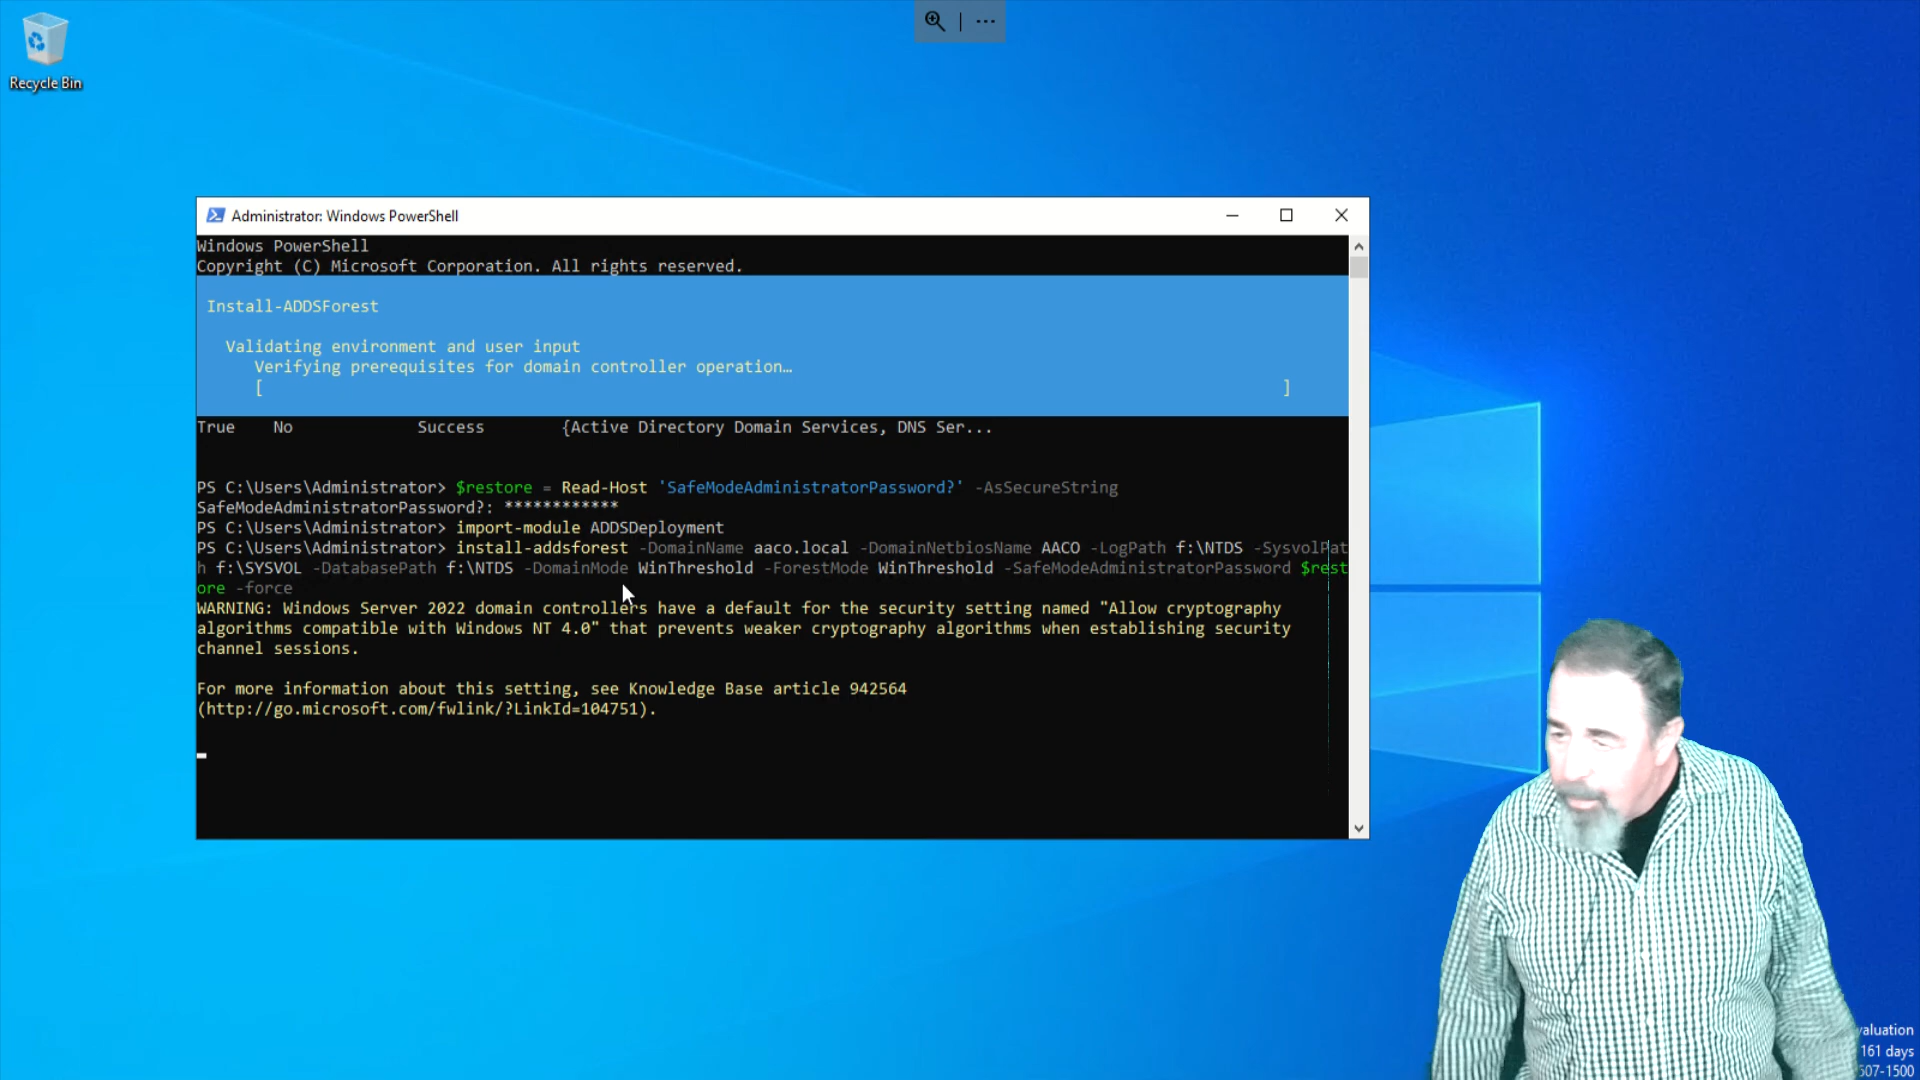 Recycle Bin
Administrator: Windows PowerShell
Windows PowerShell
Copyright (C) Microsoft Corporation. All rights reserved.
Install-ADDSForest
Validating environment and user input
Verifying prerequisites for domain controller operation…
[ ]
True No Success {Active Directory Domain Services, DNS Ser...
PS C:\Users\Administrator> $restore = Read-Host 'SafeModeAdministratorPassword?' -AsSecureString
SafeModeAdministratorPassword?: ************
PS C:\Users\Administrator> import-module ADDSDeployment
PS C:\Users\Administrator> install-addsforest -DomainName aaco.local -DomainNetbiosName AACO -LogPath f:\NTDS -SysvolPat
h f:\SYSVOL -DatabasePath f:\NTDS -DomainMode WinThreshold -ForestMode WinThreshold -SafeModeAdministratorPassword $rest
ore -force
WARNING: Windows Server 2022 domain controllers have a default for the security setting named "Allow cryptography
algorithms compatible with Windows NT 4.0" that prevents weaker cryptography algorithms when establishing security
channel sessions.
For more information about this setting, see Knowledge Base article 942564
(http://go.microsoft.com/fwlink/?LinkId=104751).
valuation
161 days
507-1500